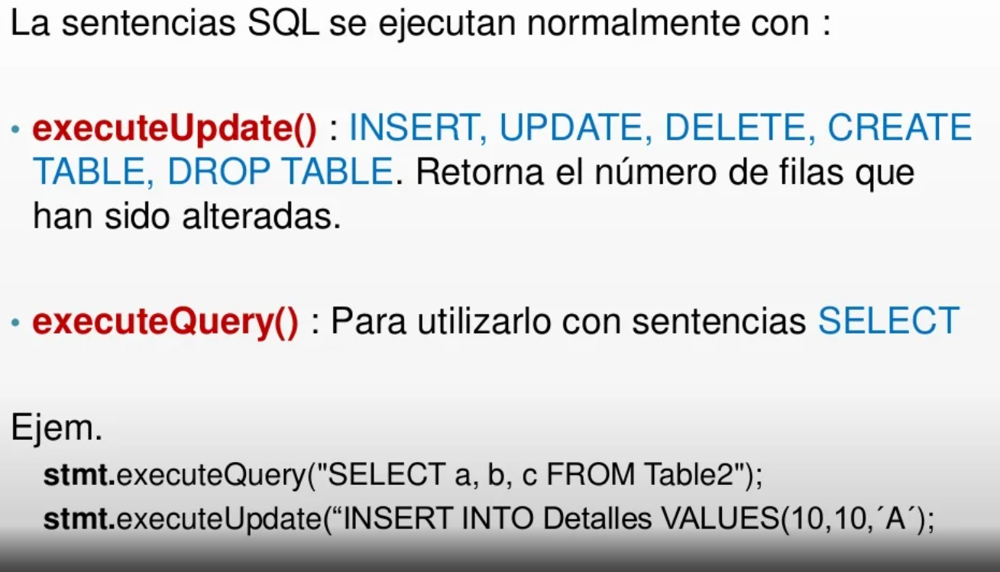 La sentencias SQL se ejecutan normalmente con :
• executeUpdate() : INSERT, UPDATE, DELETE, CREATE
TABLE, DROP TABLE. Retorna el número de filas que
han sido alteradas.
• executeQuery() : Para utilizarlo con sentencias SELECT
Ejem.
stmt.executeQuery("SELECT a, b, c FROM Table2");
stmt.executeUpdate(“INSERT INTO Detalles VALUES(10,10,´A´);